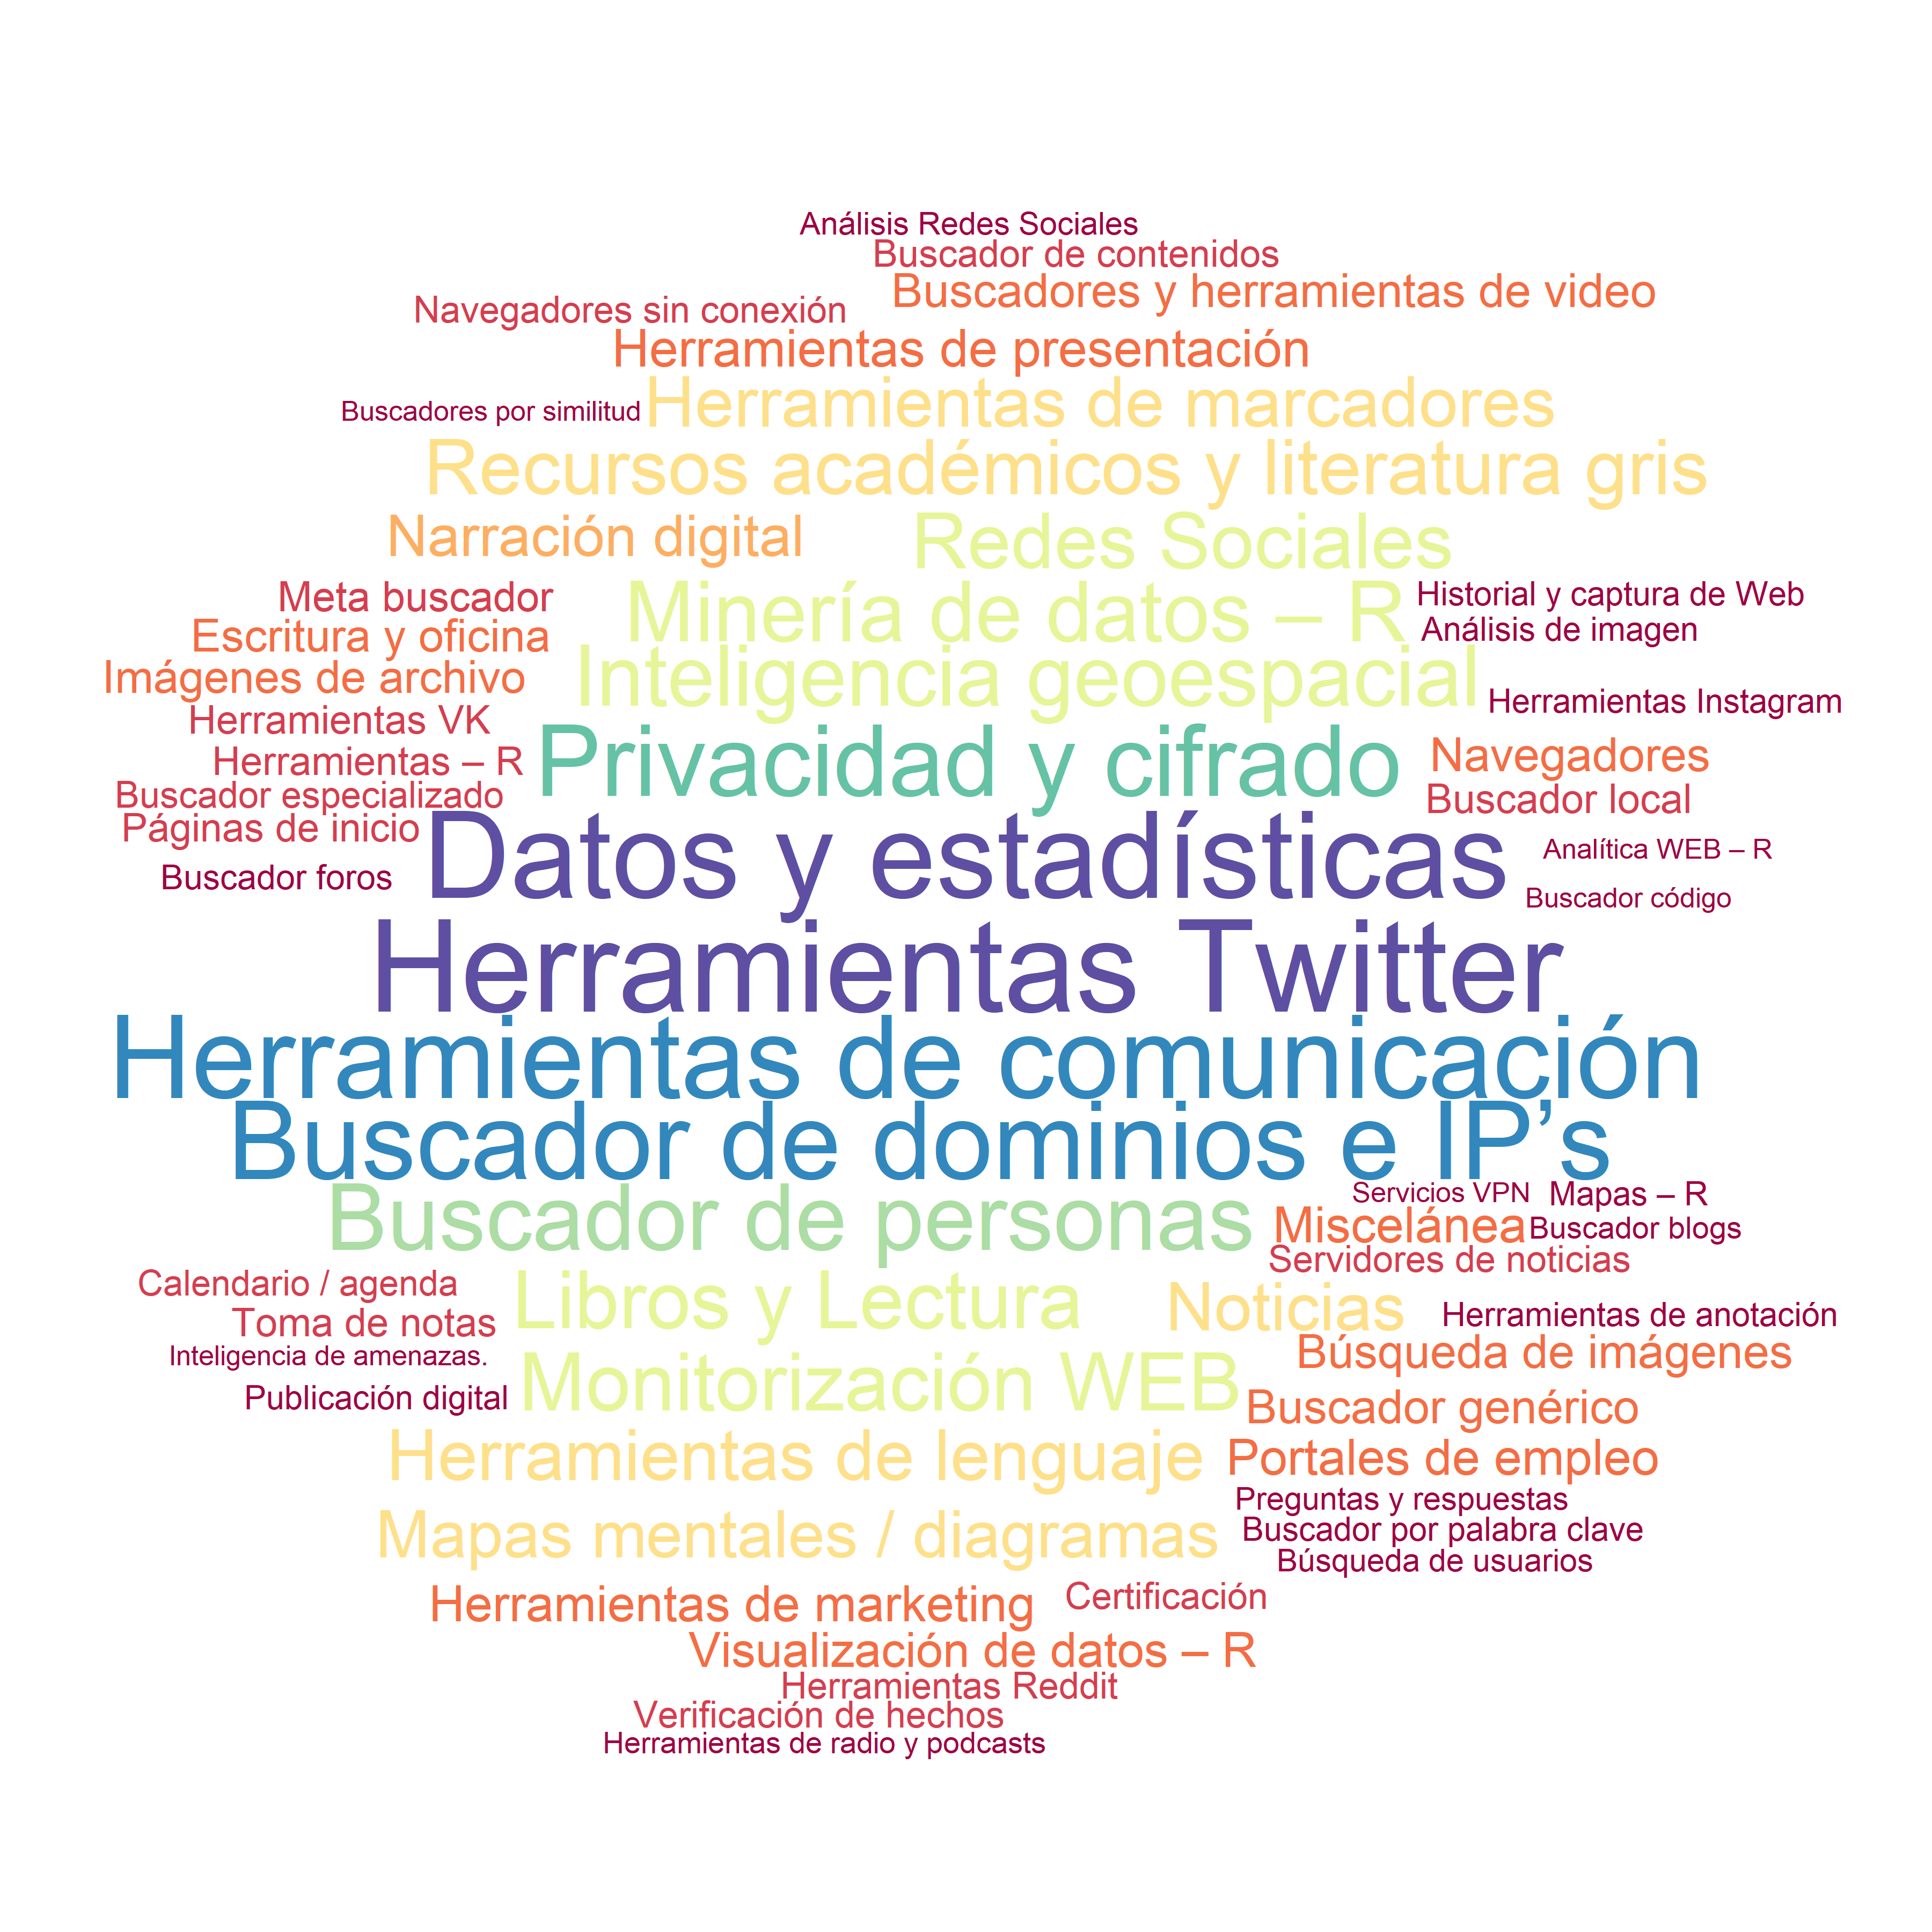 Análisis Redes Sociales
Buscador de contenidos
Buscadores y herramientas de video
Navegadores sin conexión
Herramientas de presentación
Herramientas de marcadores
Buscadores por similitud
Recursos académicos y literatura gris
Narración digital
Redes Sociales
Meta buscador
Minería de datos – R
Historial y captura de Web
Escritura y oficina
Análisis de imagen
Imágenes de archivo
Inteligencia geoespacial
Herramientas Instagram
Herramientas VK
Privacidad y cifrado
Navegadores
Herramientas – R
Buscador especializado
Buscador local
Páginas de inicio
Datos y estadísticas
Analítica WEB – R
Buscador foros
Buscador código
Herramientas Twitter
Herramientas de comunicación
Buscador de dominios e IP’s
Servicios VPN
Mapas – R
Buscador de personas
Miscelánea
Buscador blogs
Servidores de noticias
Calendario / agenda
Libros y Lectura
Noticias
Herramientas de anotación
Toma de notas
Inteligencia de amenazas.
Búsqueda de imágenes
Publicación digital
Monitorización WEB
Buscador genérico
Herramientas de lenguaje
Portales de empleo
Preguntas y respuestas
Mapas mentales / diagramas
Buscador por palabra clave
Búsqueda de usuarios
Herramientas de marketing
Certificación
Visualización de datos – R
Herramientas Reddit
Verificación de hechos
Herramientas de radio y podcasts